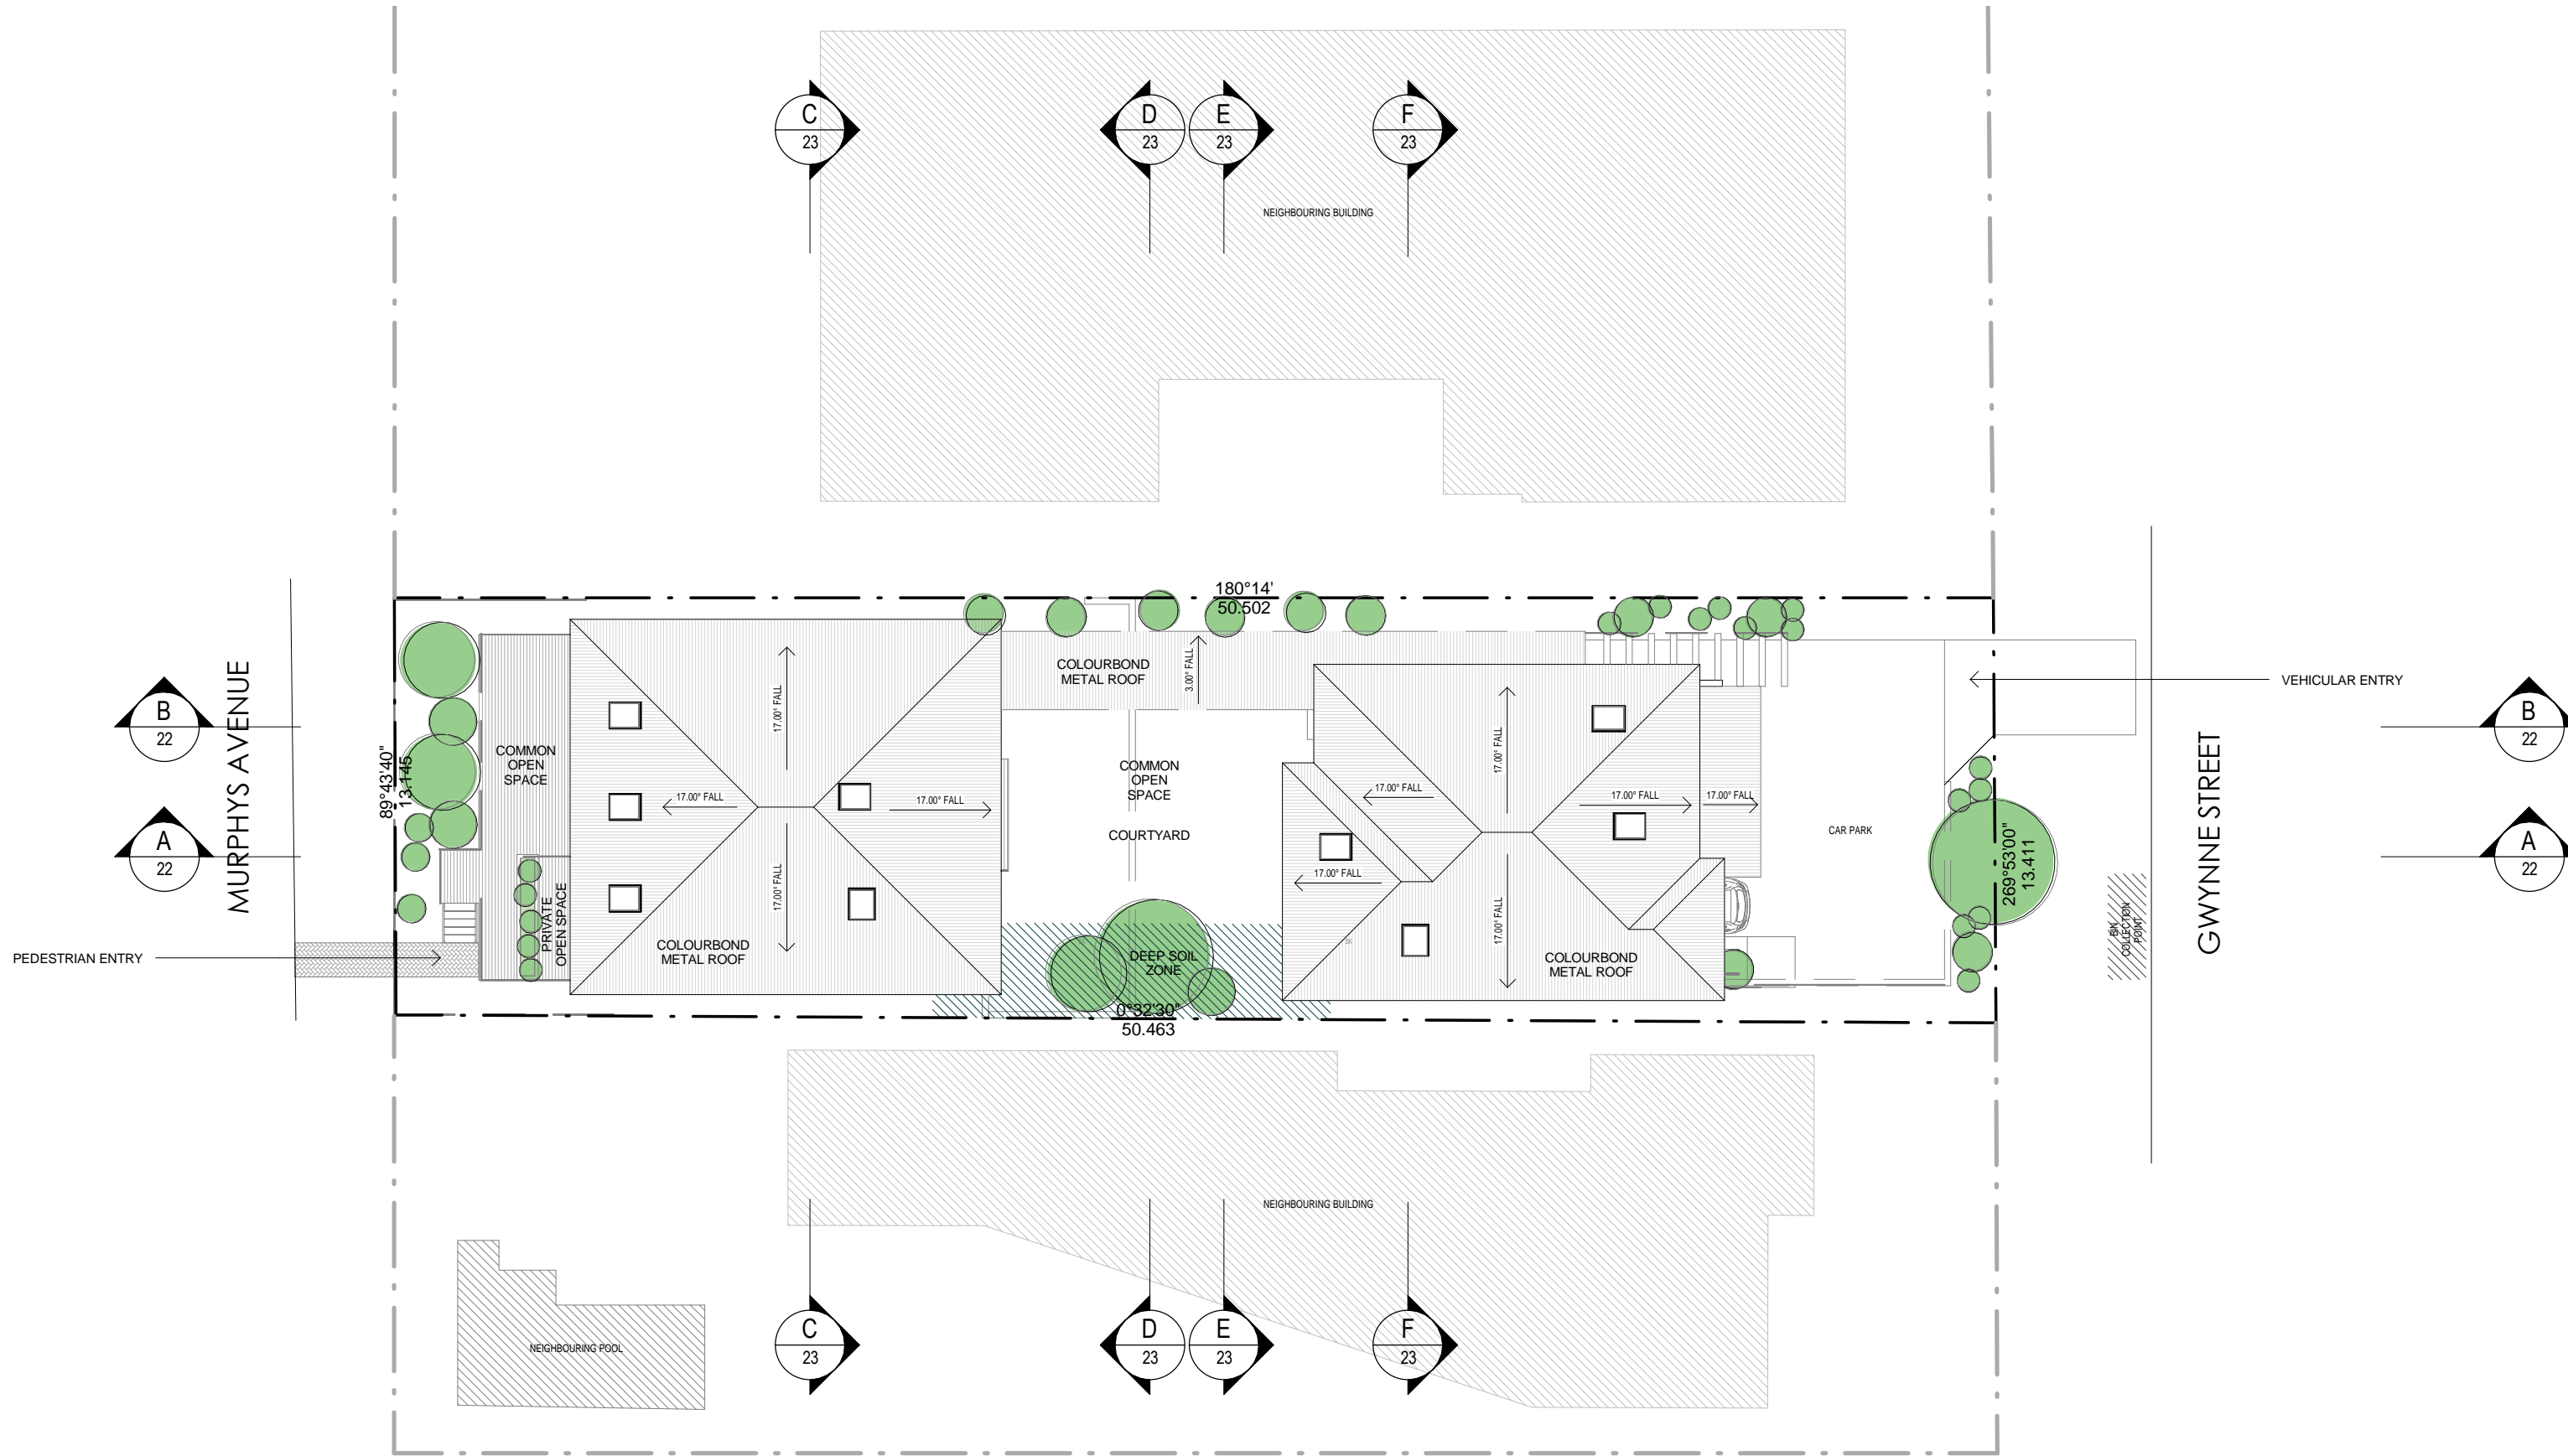 C
23
D
23
E
23
F
23
NEIGHBOURING BUILDING
180°14'
50.502
MURPHYS AVENUE
B
22
A
22
89°43'40"
13.145
PEDESTRIAN ENTRY
COMMON
OPEN
SPACE
PRIVATE
OPEN SPACE
17.00° FALL
17.00° FALL
17.00° FALL
17.00° FALL
COLOURBOND
METAL ROOF
COLOURBOND
METAL ROOF
3.00° FALL
COMMON
OPEN
SPACE
COURTYARD
DEEP SOIL
ZONE
0°32'30"
50.463
17.00° FALL
17.00° FALL
17.00° FALL
17.00° FALL
17.00° FALL
17.00° FALL
SK
COLOURBOND
METAL ROOF
CAR PARK
VEHICULAR ENTRY
269°53'00"
13.411
BIN
COLLECTION
POINT
GWYNNE STREET
B
22
A
22
NEIGHBOURING BUILDING
NEIGHBOURING POOL
C
23
D
23
E
23
F
23